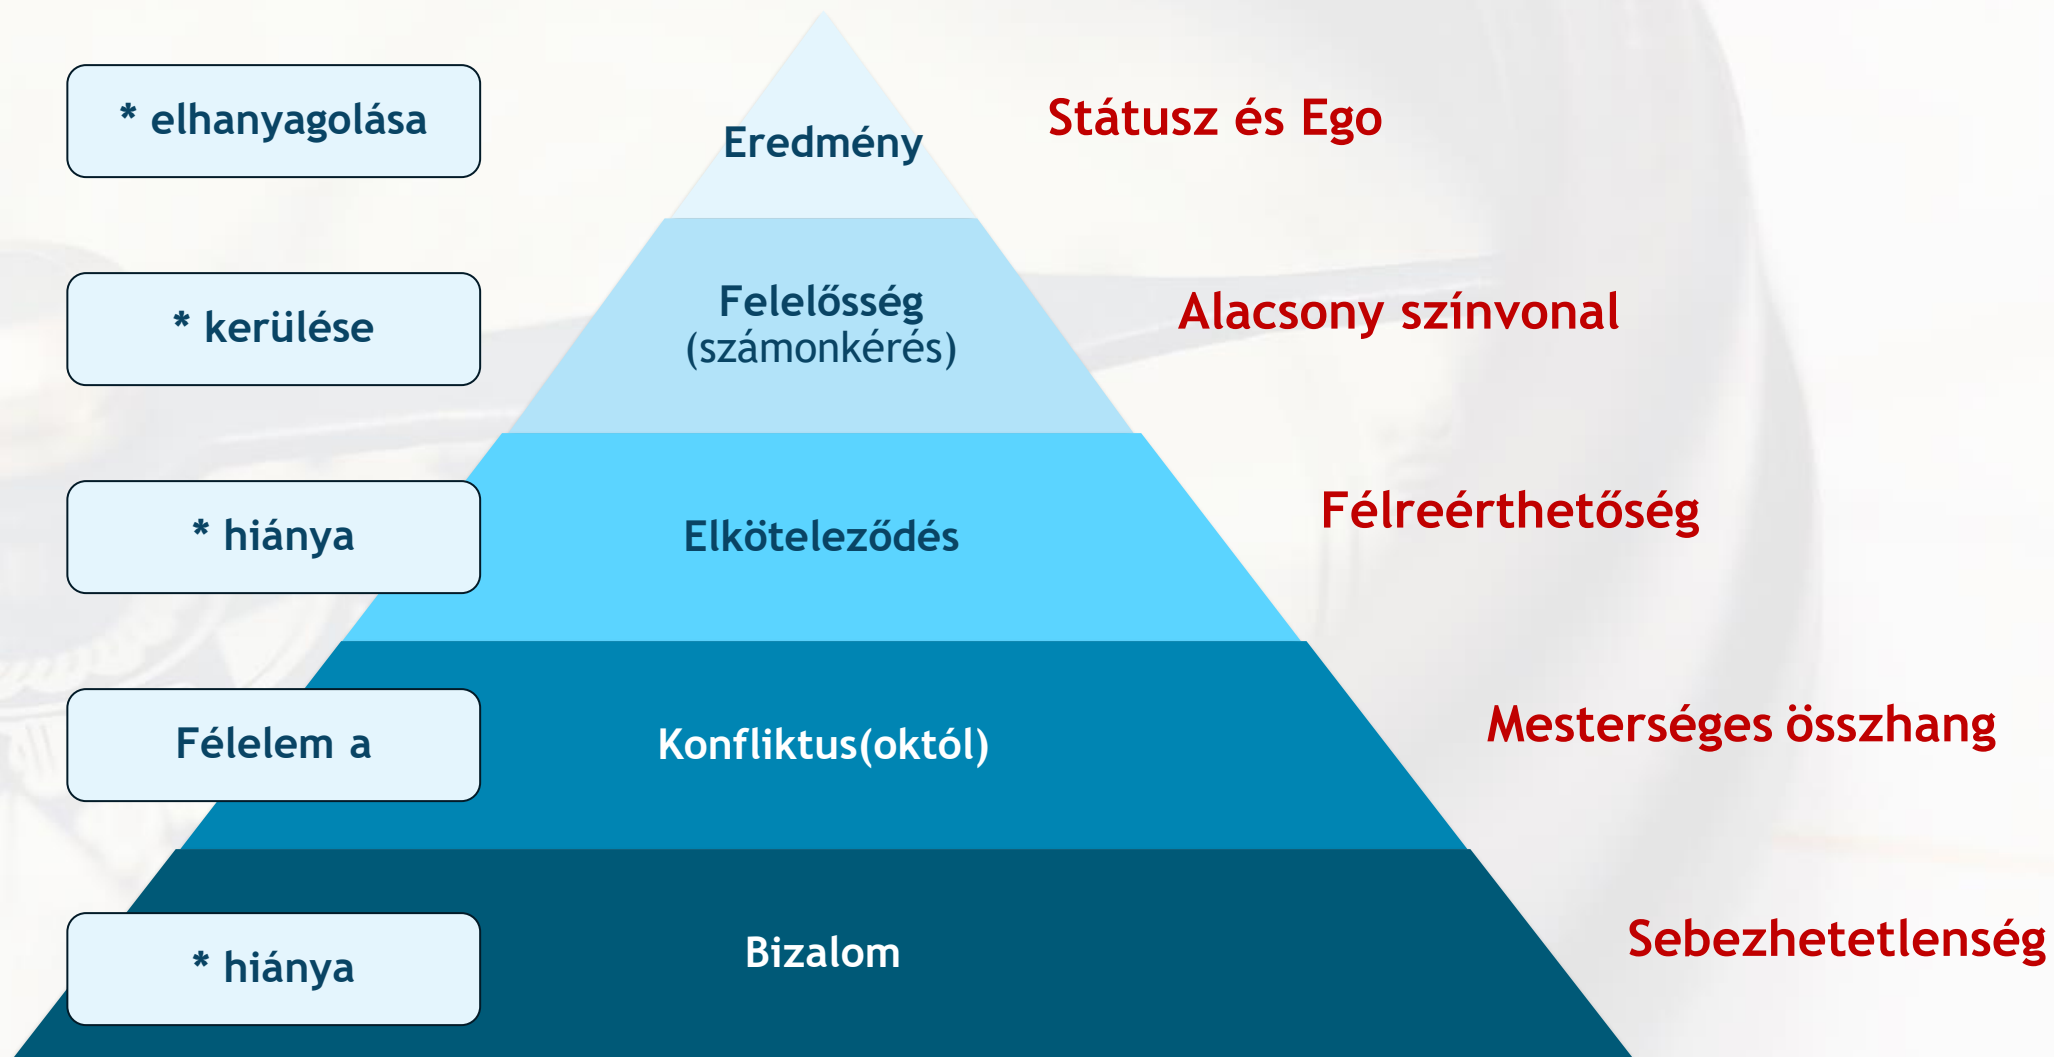 * elhanyagolása
Eredmény
Státusz és Ego
* kerülése
Felelősség
(számonkérés)
Alacsony színvonal
* hiánya
Elköteleződés
Félreérthetőség
Félelem a
Konfliktus(októl)
Mesterséges összhang
* hiánya
Bizalom
Sebezhetetlenség